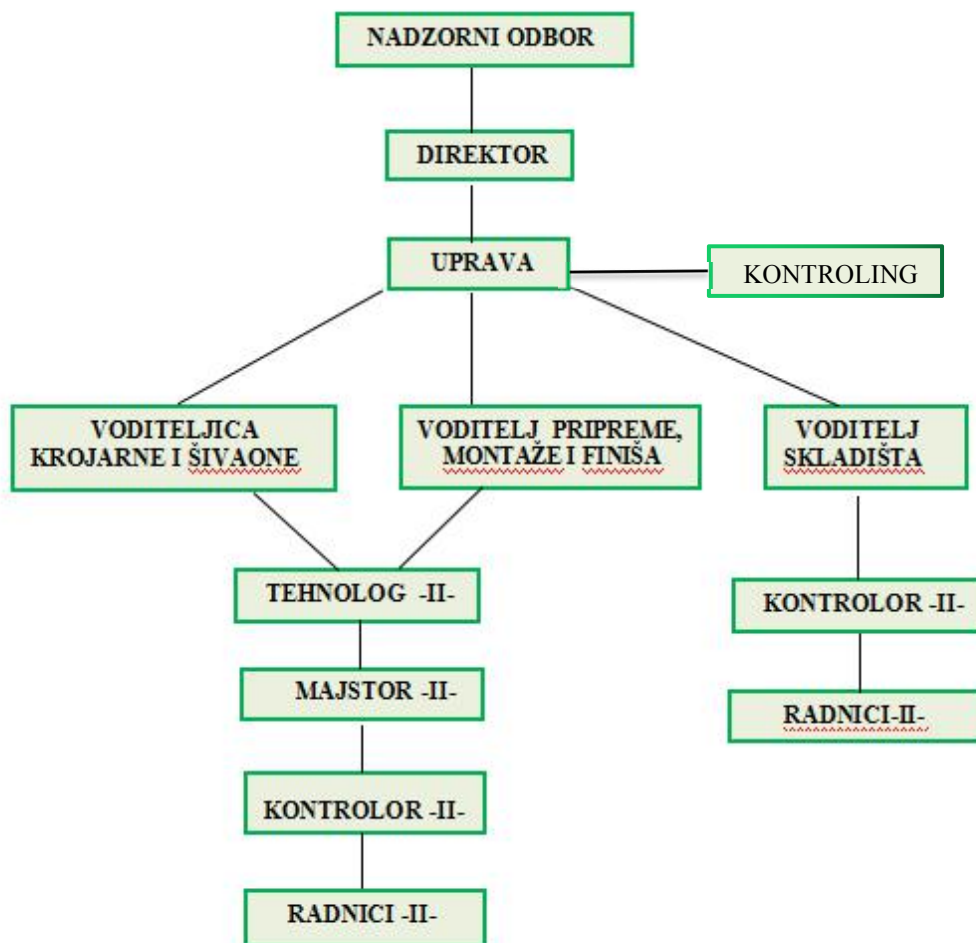 NADZORNI ODBOR
DIREKTOR
UPRAVA
KONTROLING
VODITELJICA
KROJARNE I ŠIVAONE
VODITELJ PRIPREME,
MONTAŽE I FINIŠA
VODITELJ
SKLADIŠTA
TEHNOLOG -II-
KONTROLOR -II-
MAJSTOR -II-
RADNICI-II-
KONTROLOR -II-
RADNICI -II-